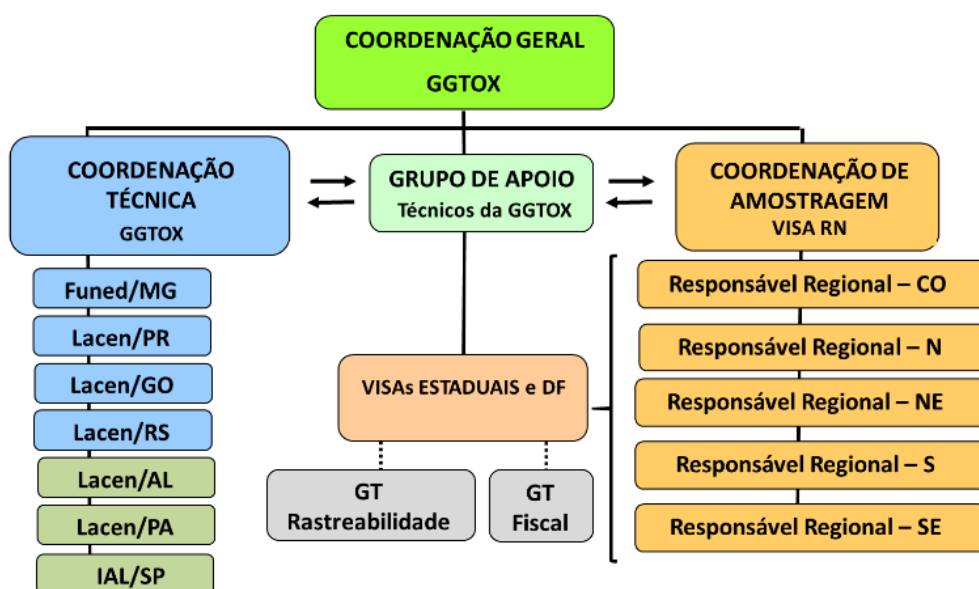 COORDENAÇÃO GERAL
GGTOX
COORDENAÇÃO
TÉCNICA
GGTOX
GRUPO DE APOIO
Técnicos da GGTOX
COORDENAÇÃO DE
AMOSTRAGEM
VISA RN
Funed/MG
Lacen/PR
Lacen/GO
Lacen/RS
Lacen/AL
Lacen/PA
IAL/SP
VISAs ESTADUAIS e DF
GT
Rastreabilidade
GT
Fiscal
Responsável Regional – CO
Responsável Regional – N
Responsável Regional – NE
Responsável Regional – S
Responsável Regional – SE